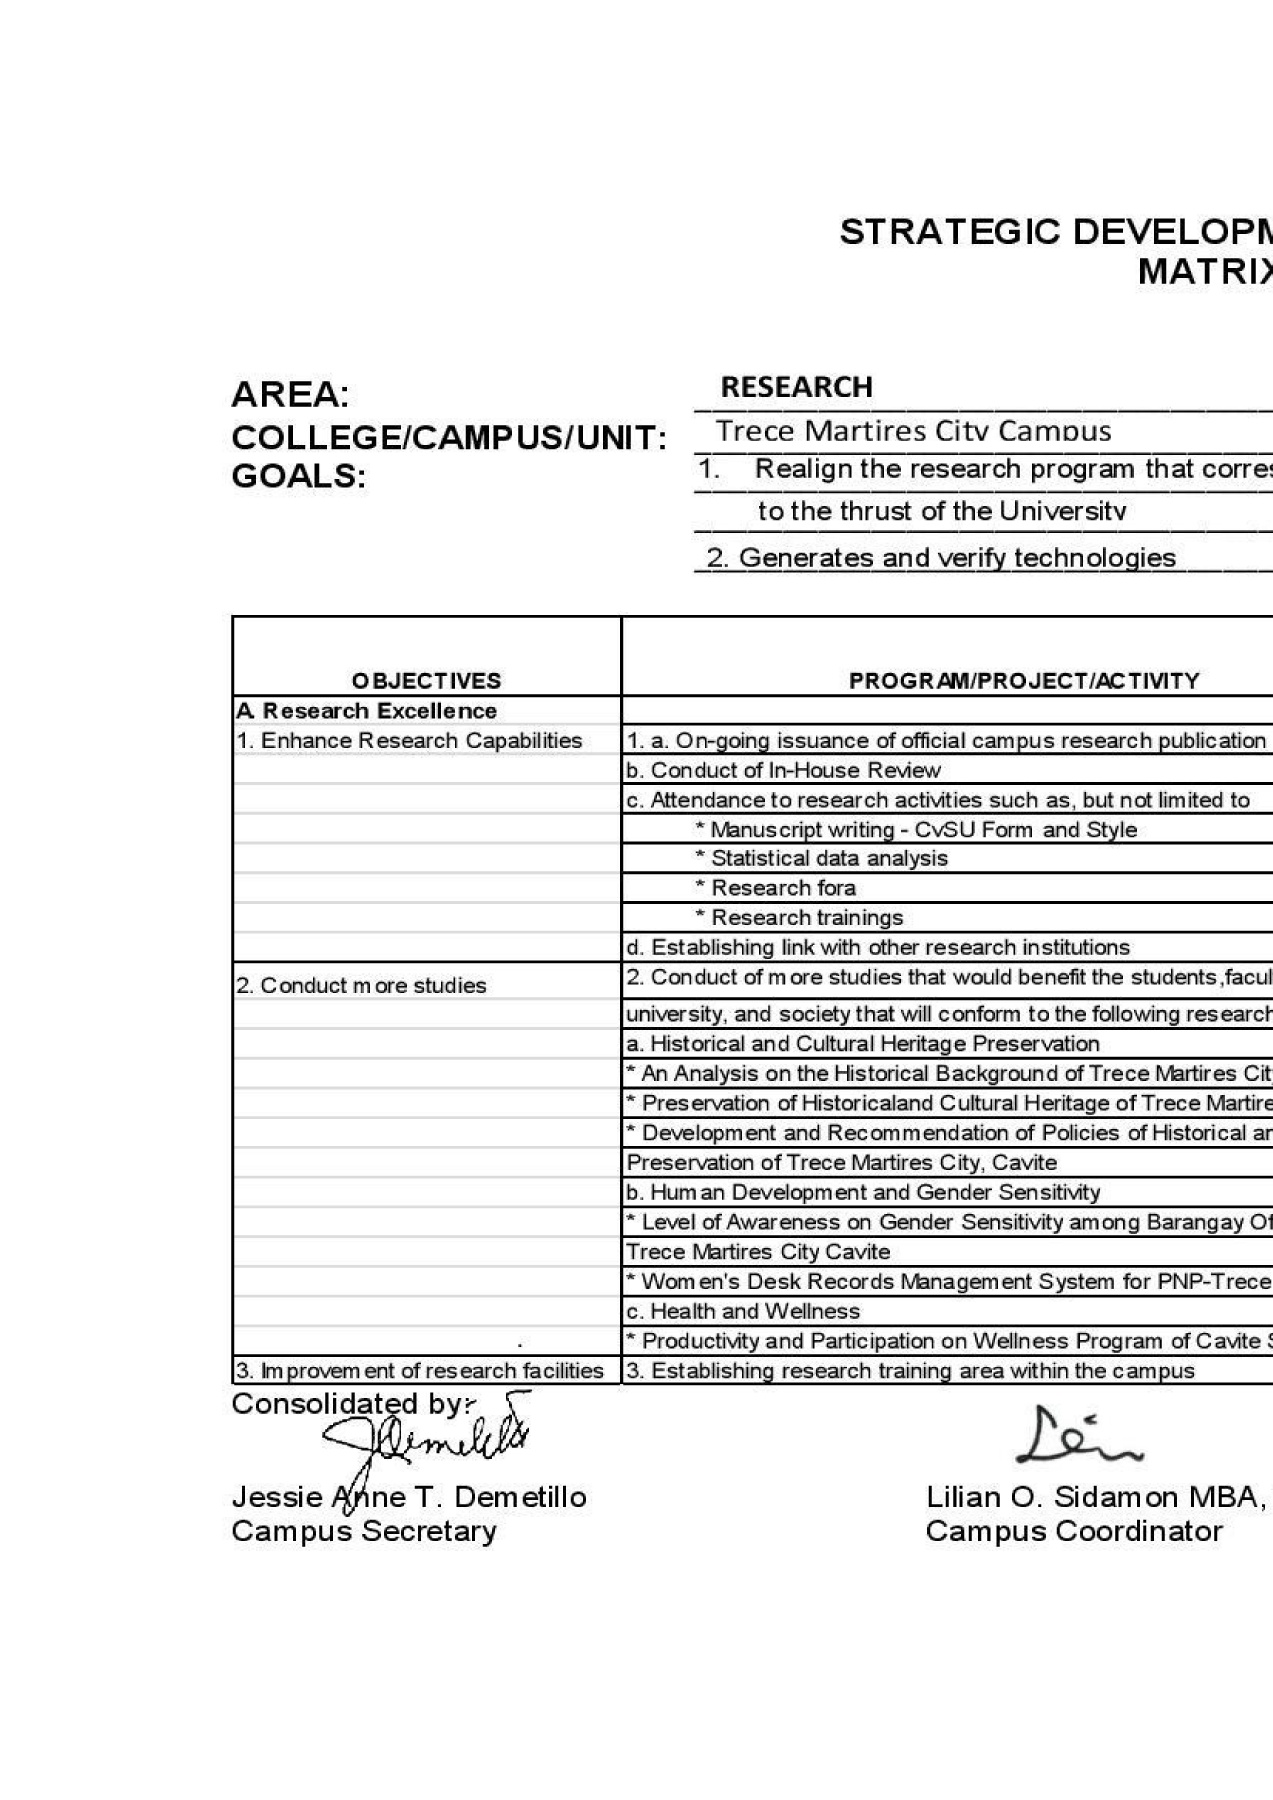 STRATEGIC DEVELOPM
MATRIX
AREA: RESEARCH
COLLEGE/CAMPUS/UNIT: Trece Martires City Campus
GOALS: 1. Realign the research program that corres
to the thrust of the University
2. Generates and verify technologies
OBJECTIVES PROGRAM/PROJECT/ACTIVITY
A. Research Excellence
1. Enhance Research Capabilities 1. a. On-going issuance of official campus research publication
b. Conduct of In-House Review
c. Attendance to research activities such as, but not limited to
* Manuscript writing - CvSU Form and Style
* Statistical data analysis
* Research fora
* Research trainings
d. Establishing link with other research institutions
2. Conduct more studies 2. Conduct of more studies that would benefit the students,facul
university, and society that will conform to the following research
a. Historical and Cultural Heritage Preservation
* An Analysis on the Historical Background of Trece Martires Cit
* Preservation of Historicaland Cultural Heritage of Trece Martire
* Development and Recommendation of Policies of Historical an
Preservation of Trece Martires City, Cavite
b. Human Development and Gender Sensitivity
* Level of Awareness on Gender Sensitivity among Barangay Of
Trece Martires City Cavite
* Women's Desk Records Management System for PNP-Trece
c. Health and Wellness
* Productivity and Participation on Wellness Program of Cavite S
3. Improvement of research facilities 3. Establishing research training area within the campus
Consolidated by:
JDemetillo
Jessie Anne T. Demetillo Lilian O. Sidamon MBA,
Campus Secretary Campus Coordinator